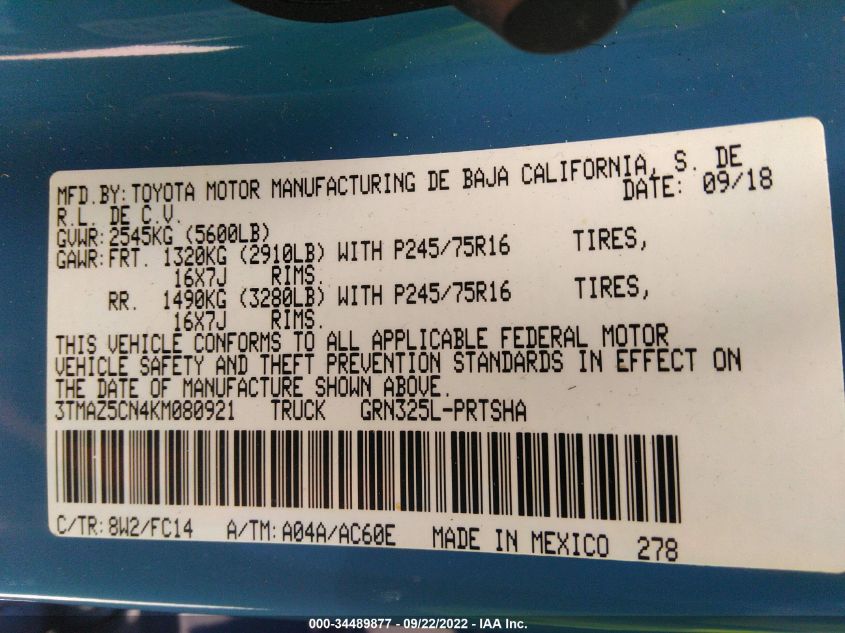 MFD.BY:TOYOTA MOTOR MANUFACTURING DE BAJA CALIFORNIA, S. DE
R.L. DE C.V. DATE: 09/18
GVWR:2545KG (5600LB)
GAWR:FRT. 1320KG (2910LB) WITH P245/75R16 TIRES,
16X7J RIMS.
RR. 1490KG (3280LB) WITH P245/75R16 TIRES,
16X7J RIMS.
THIS VEHICLE CONFORMS TO ALL APPLICABLE FEDERAL MOTOR
VEHICLE SAFETY AND THEFT PREVENTION STANDARDS IN EFFECT ON
THE DATE OF MANUFACTURE SHOWN ABOVE.
3TMAZ5CN4KM080921 TRUCK GRN325L-PRTSHA
C/TR:8W2/FC14 A/TM:A04A/AC60E MADE IN MEXICO 278
000-34489877 - 09/22/2022 - IAA Inc.